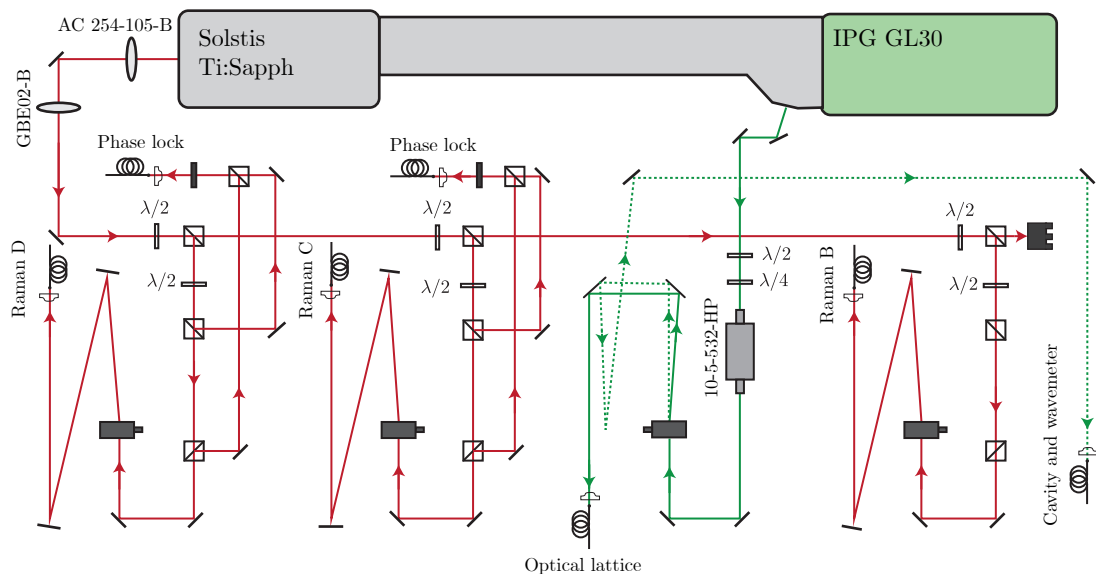 AC 254-105-B
Solstis
Ti:Sapph
IPG GL30
GBE02-B
Phase lock
Phase lock
λ/2
λ/2
λ/2
Raman D
λ/2
Raman C
λ/2
λ/2
λ/4
Raman B
λ/2
10-5-532-HP
Cavity and wavemeter
Optical lattice